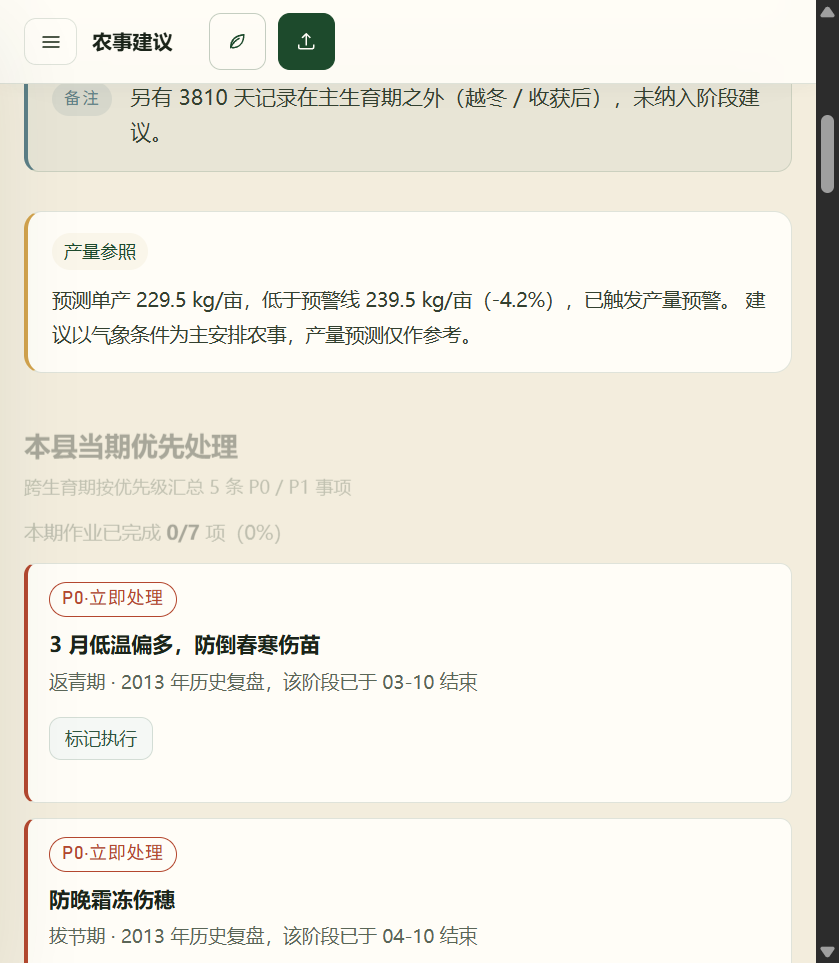 农事建议
备注
另有 3810 天记录在主生育期之外（越冬 / 收获后），未纳入阶段建
议。
产量参照
预测单产 229.5 kg/亩，低于预警线 239.5 kg/亩（-4.2%），已触发产量预警。 建
议以气象条件为主安排农事，产量预测仅作参考。
本县当期优先处理
跨生育期按优先级汇总 5 条 P0 / P1 事项
本期作业已完成 0/7 项（0%）
P0·立即处理
3 月低温偏多，防倒春寒伤苗
返青期 · 2013 年历史复盘，该阶段已于 03-10 结束
标记执行
P0·立即处理
防晚霜冻伤穗
拔节期 · 2013 年历史复盘，该阶段已于 04-10 结束